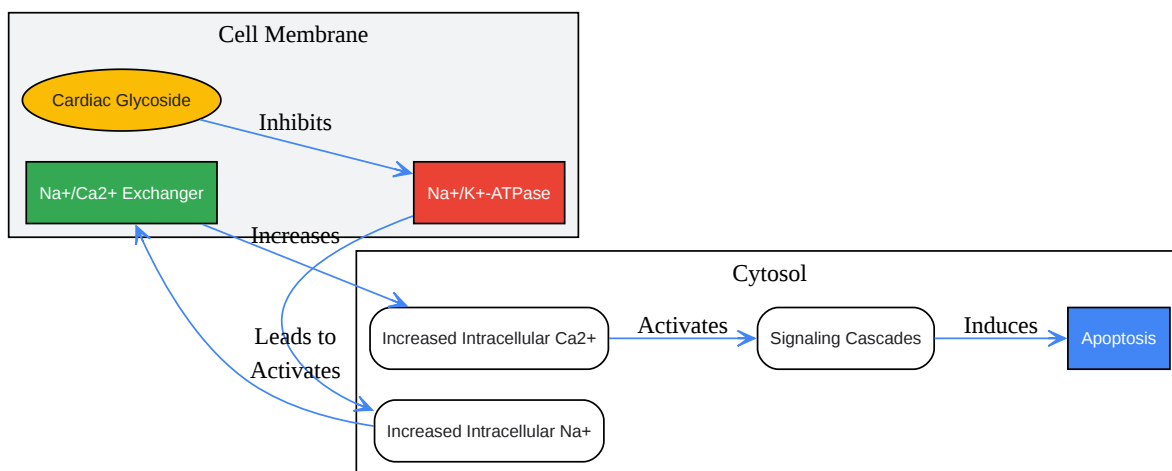 Cell Membrane
Cardiac Glycoside
Inhibits
Na+/Ca2+ Exchanger
Na+/K+-ATPase
Increases
Cytosol
Increased Intracellular Ca2+
Activates
Signaling Cascades
Induces
Apoptosis
Leads to
Activates
Increased Intracellular Na+